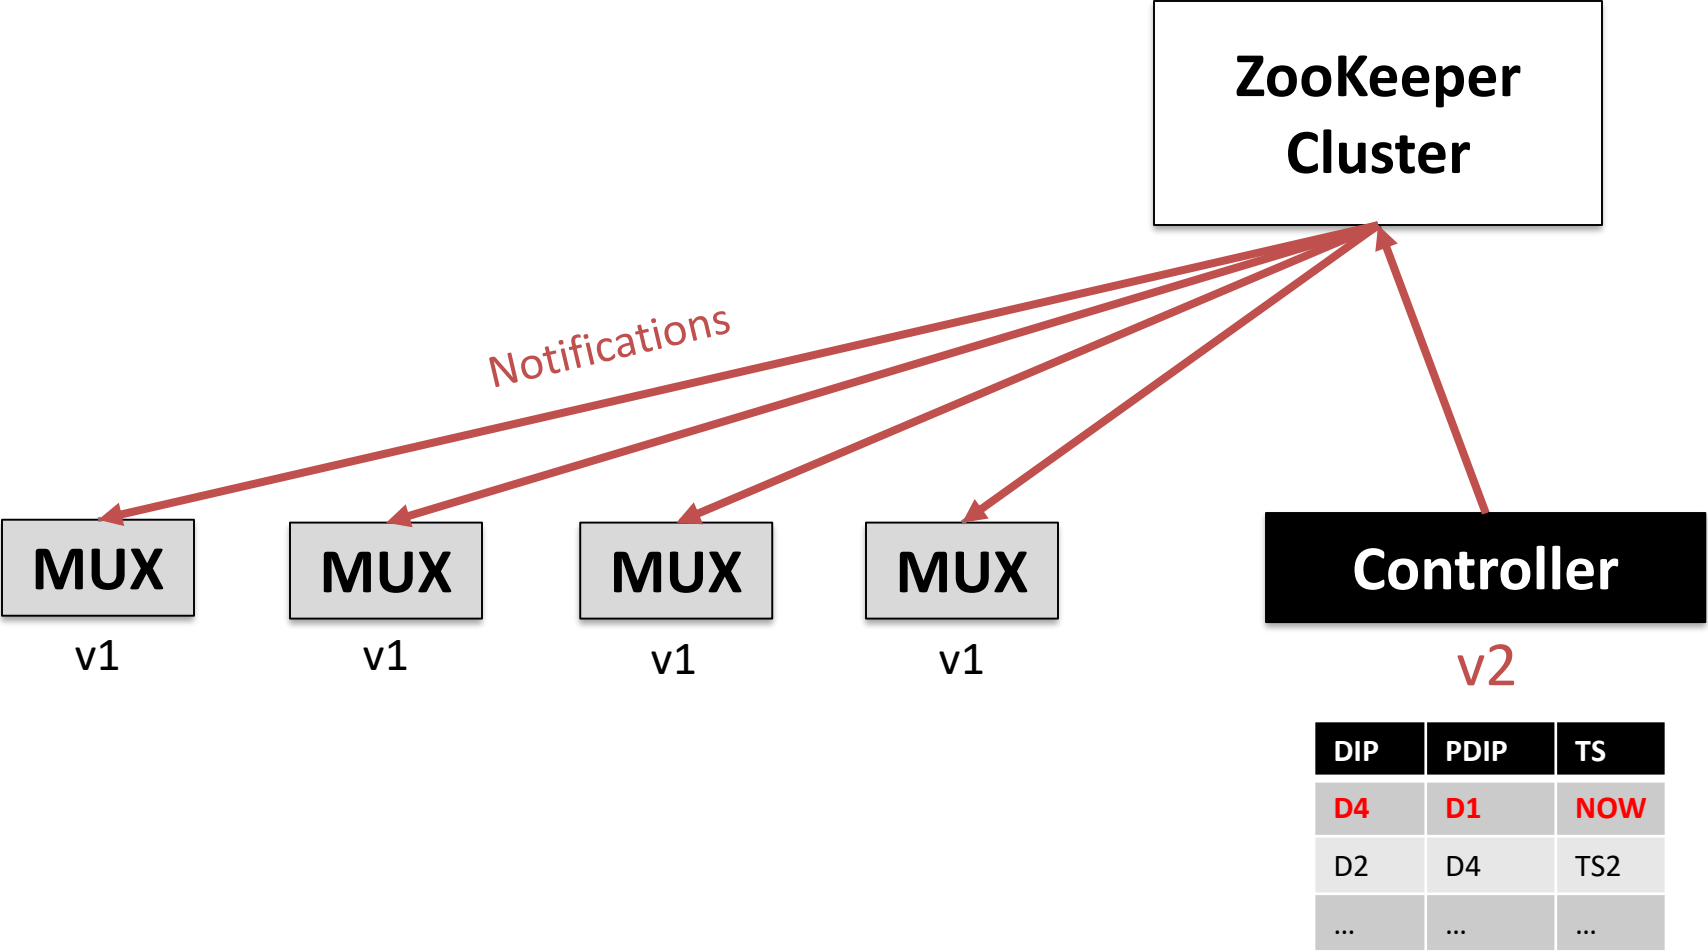 ZooKeeper
Cluster
Notifications
MUX
MUX
MUX
MUX
Controller
v1
v1
v1
v1
v2
DIP PDIP TS
D4 D1 NOW
D2 D4 TS2
... ... ...